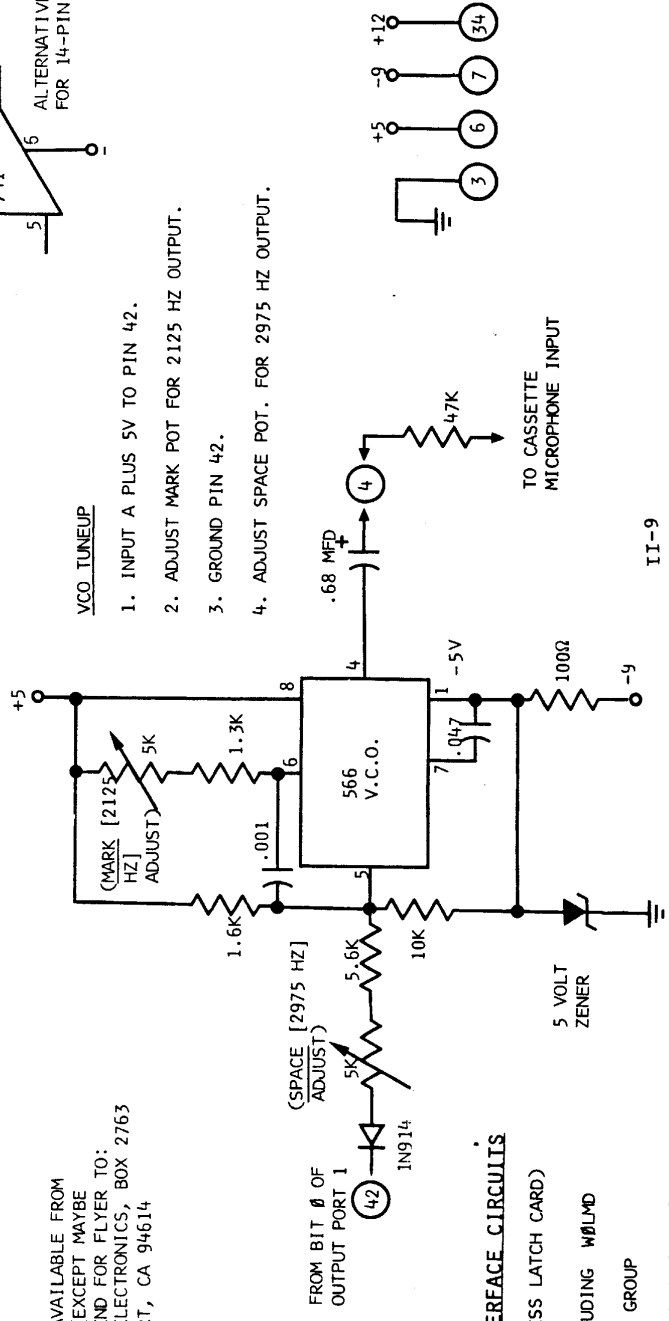 AVAILABLE FROM
EXCEPT MAYBE
ND FOR FLYER TO:
LECTRONICS, BOX 2763
T, CA 94614
VCO TUNEUP
1. INPUT A PLUS 5V TO PIN 42.
2. ADJUST MARK POT FOR 2125 HZ OUTPUT.
3. GROUND PIN 42.
4. ADJUST SPACE POT. FOR 2975 HZ OUTPUT.
5
6
-
ALTERNATIV
FOR 14-PIN
+5
(MARK [2125
HZ]
ADJUST)
5K
1.3K
1.6K
.001
(SPACE [2975 HZ]
ADJUST)
FROM BIT Ø OF
OUTPUT PORT 1
42
1N914
5K
5.6K
10K
5
6
8
566
V.C.O.
7
1
4
.047
-5V
.68 MFD
+
4
47K
TO CASSETTE
MICROPHONE INPUT
5 VOLT
ZENER
100Ω
-9
3
+5
6
-9
7
+12
34
ERFACE CIRCUITS
SS LATCH CARD)
UDING WØLMD
GROUP
II-9